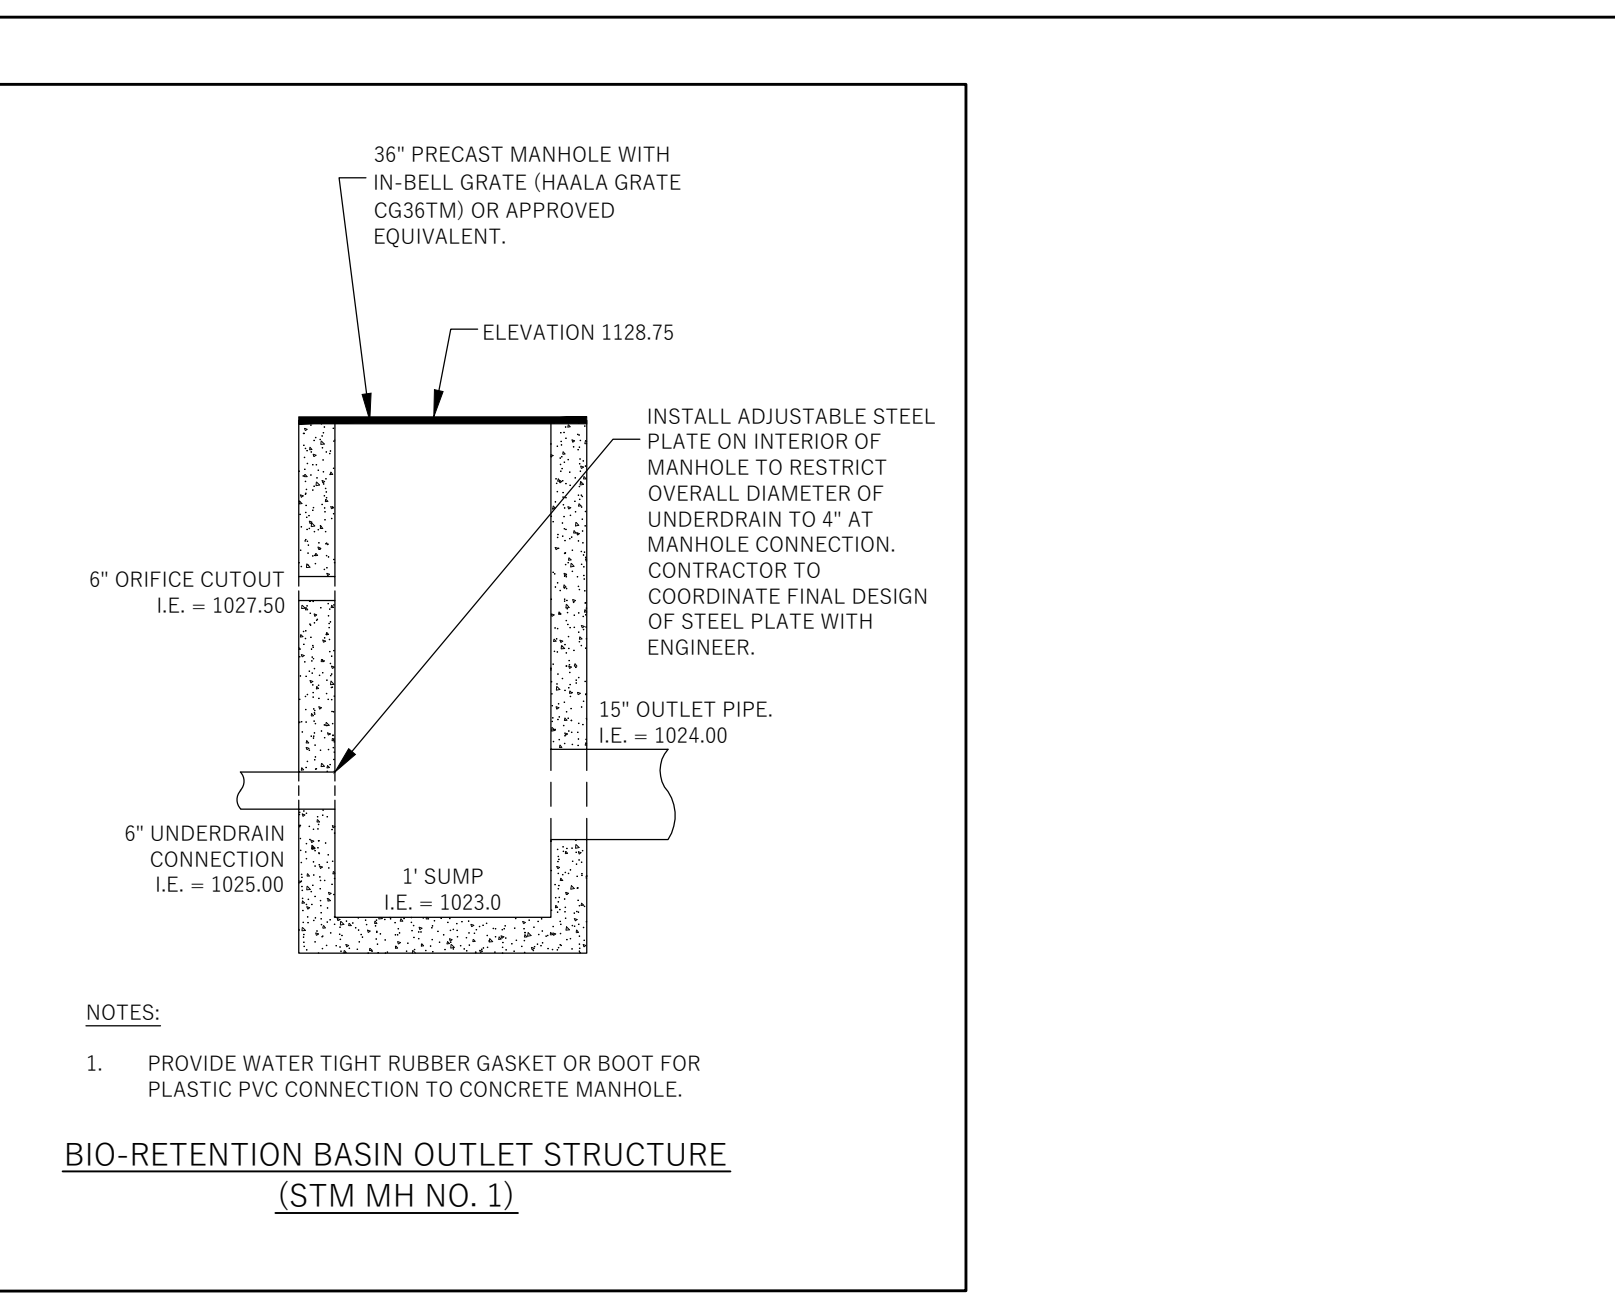 36" PRECAST MANHOLE WITH
IN-BELL GRATE (HAALA GRATE
CG36TM) OR APPROVED
EQUIVALENT.
ELEVATION 1128.75
INSTALL ADJUSTABLE STEEL
PLATE ON INTERIOR OF
MANHOLE TO RESTRICT
OVERALL DIAMETER OF
UNDERDRAIN TO 4" AT
MANHOLE CONNECTION.
CONTRACTOR TO
COORDINATE FINAL DESIGN
OF STEEL PLATE WITH
ENGINEER.
6" ORIFICE CUTOUT
I.E. = 1027.50
15" OUTLET PIPE.
I.E. = 1024.00
6" UNDERDRAIN
CONNECTION
I.E. = 1025.00
1' SUMP
I.E. = 1023.0
NOTES:
1. PROVIDE WATER TIGHT RUBBER GASKET OR BOOT FOR
PLASTIC PVC CONNECTION TO CONCRETE MANHOLE.
BIO-RETENTION BASIN OUTLET STRUCTURE
(STM MH NO. 1)